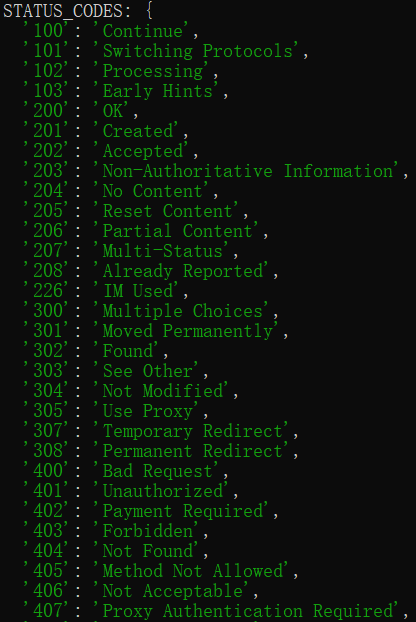 STATUS_CODES: {
'100': 'Continue',
'101': 'Switching Protocols',
'102': 'Processing',
'103': 'Early Hints',
'200': 'OK',
'201': 'Created',
'202': 'Accepted',
'203': 'Non-Authoritative Information',
'204': 'No Content',
'205': 'Reset Content',
'206': 'Partial Content',
'207': 'Multi-Status',
'208': 'Already Reported',
'226': 'IM Used',
'300': 'Multiple Choices',
'301': 'Moved Permanently',
'302': 'Found',
'303': 'See Other',
'304': 'Not Modified',
'305': 'Use Proxy',
'307': 'Temporary Redirect',
'308': 'Permanent Redirect',
'400': 'Bad Request',
'401': 'Unauthorized',
'402': 'Payment Required',
'403': 'Forbidden',
'404': 'Not Found',
'405': 'Method Not Allowed',
'406': 'Not Acceptable',
'407': 'Proxy Authentication Required',